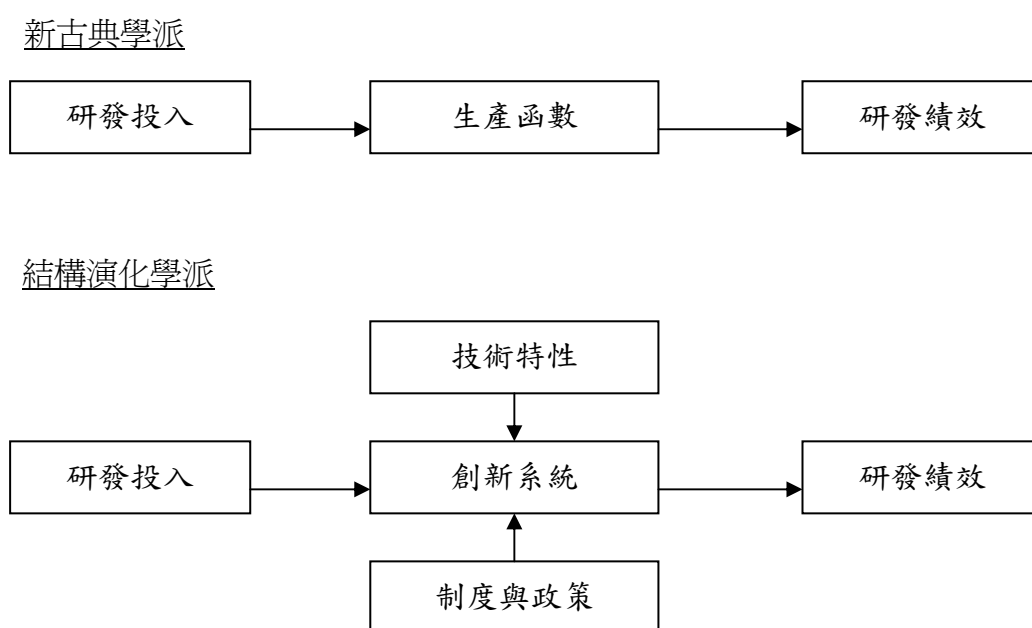 新古典學派
研發投入
生產函數
研發績效
結構演化學派
技術特性
研發投入
創新系統
研發績效
制度與政策